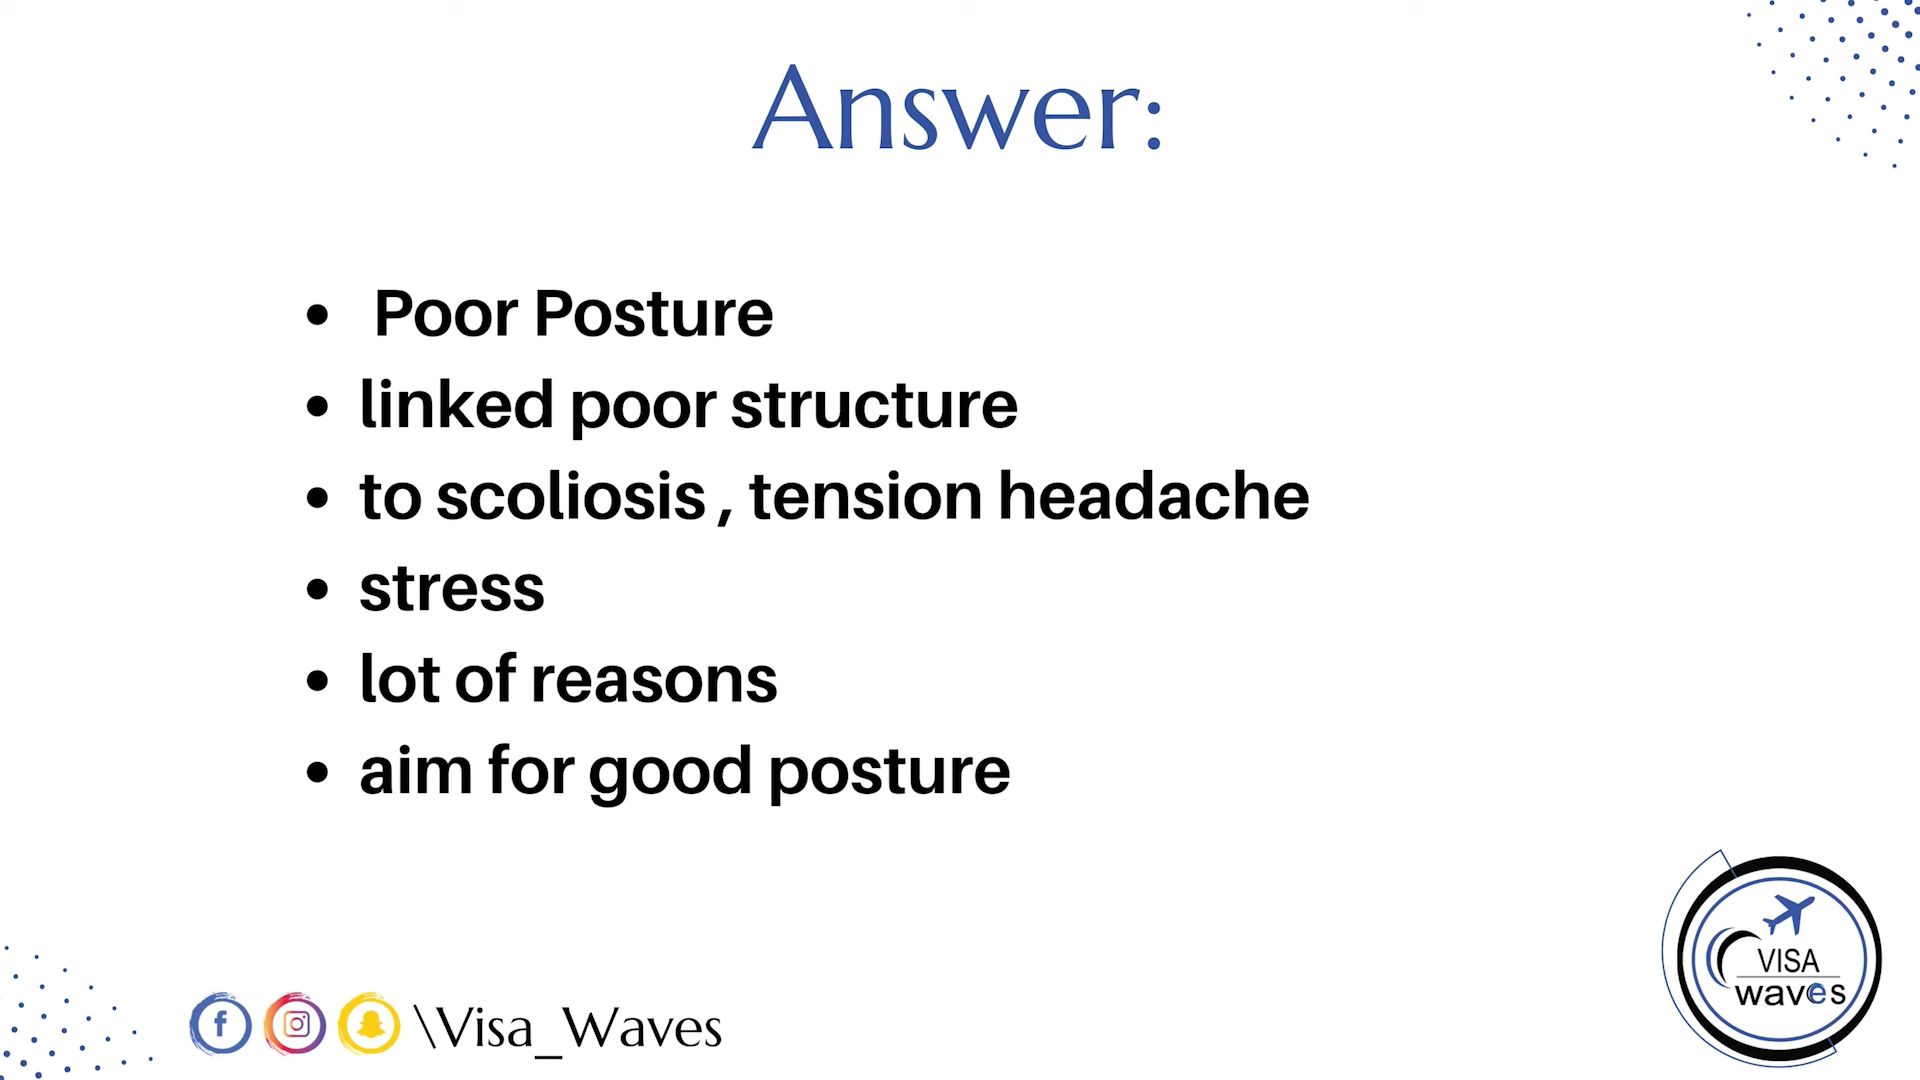 Answer:
• Poor Posture
• linked poor structure
• to scoliosis , tension headache
• stress
• lot of reasons
• aim for good posture
\Visa_Waves
VISA
waves